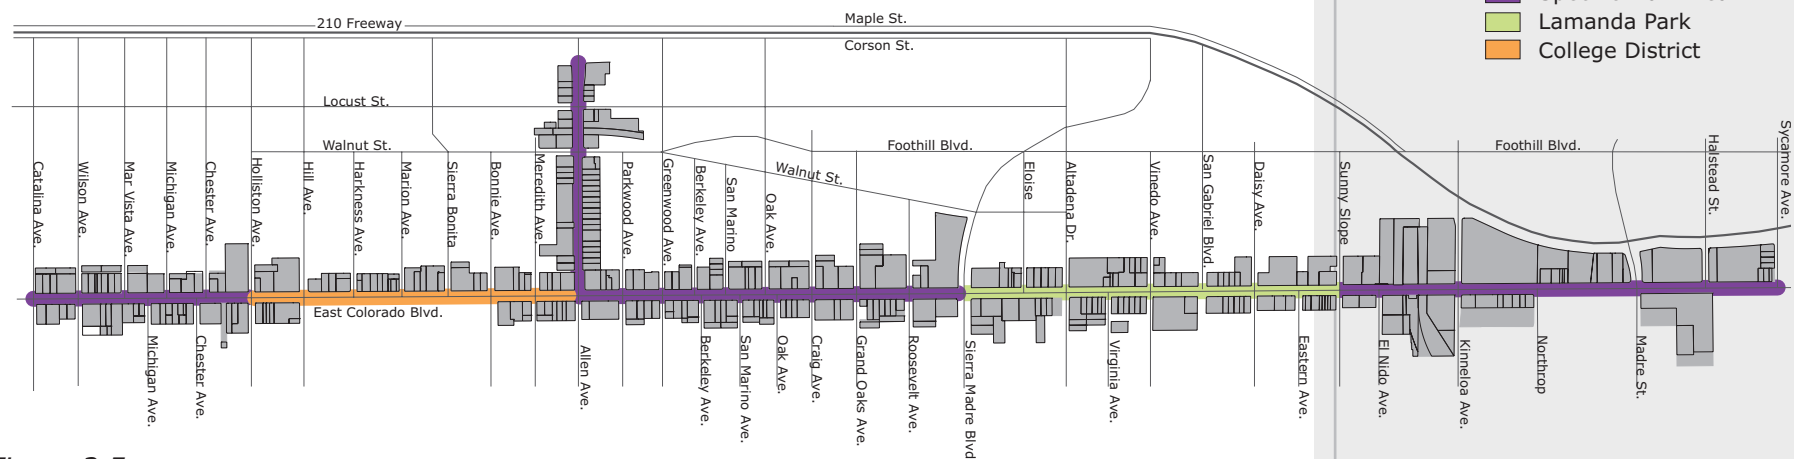 Lamanda Park
College District
210 Freeway
Maple St.
Corson St.
Locust St.
Walnut St.
Foothill Blvd.
Foothill Blvd.
Walnut St.
Catalina Ave.
Wilson Ave.
Mar Vista Ave.
Michigan Ave.
Chester Ave.
Holliston Ave.
Hill Ave.
Harkness Ave.
Marion Ave.
Sierra Bonita
Bonnie Ave.
Meredith Ave.
Parkwood Ave.
Greenwood Ave.
Berkeley Ave.
San Marino
Oak Ave.
Eloise
Altadena Dr.
Vinedo Ave.
San Gabriel Blvd.
Daisy Ave.
Sunny Slope
Halstead St.
Sycamore Ave.
East Colorado Blvd.
Michigan Ave.
Chester Ave.
Allen Ave.
Berkeley Ave.
San Marino Ave.
Oak Ave.
Craig Ave.
Grand Oaks Ave.
Roosevelt Ave.
Sierra Madre Blvd
Virginia Ave.
Eastern Ave.
El Nido Ave.
Kinneloa Ave.
Northrop
Madre St.